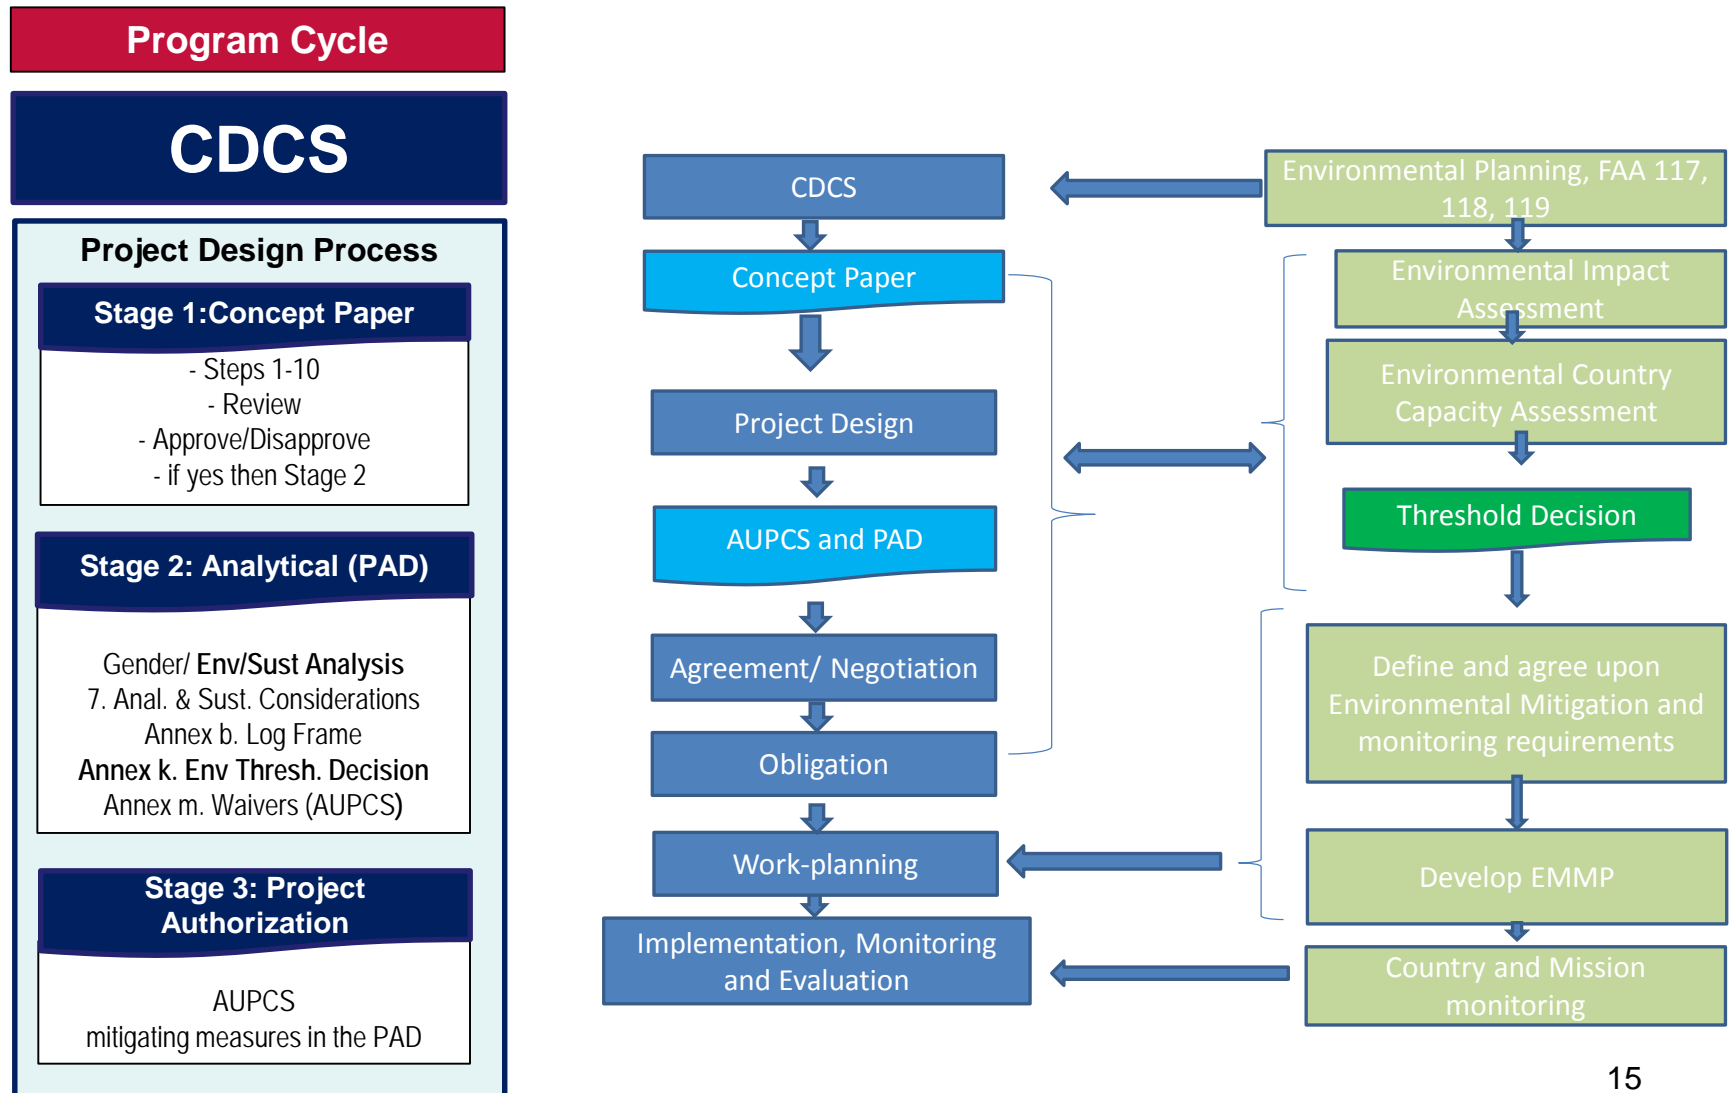 Program Cycle
CDCS
Project Design Process
Stage 1:Concept Paper
- Steps 1-10
- Review
- Approve/Disapprove
- if yes then Stage 2
Stage 2: Analytical (PAD)
Gender/ Env/Sust Analysis
7. Anal. & Sust. Considerations
Annex b. Log Frame
Annex k. Env Thresh. Decision
Annex m. Waivers (AUPCS)
Stage 3: Project
Authorization
AUPCS
mitigating measures in the PAD
CDCS
Concept Paper
Project Design
AUPCS and PAD
Agreement/ Negotiation
Obligation
Work-planning
Implementation, Monitoring
and Evaluation
Environmental Planning, FAA 117,
118, 119
Environmental Impact
Assessment
Environmental Country
Capacity Assessment
Threshold Decision
Define and agree upon
Environmental Mitigation and
monitoring requirements
Develop EMMP
Country and Mission
monitoring
15